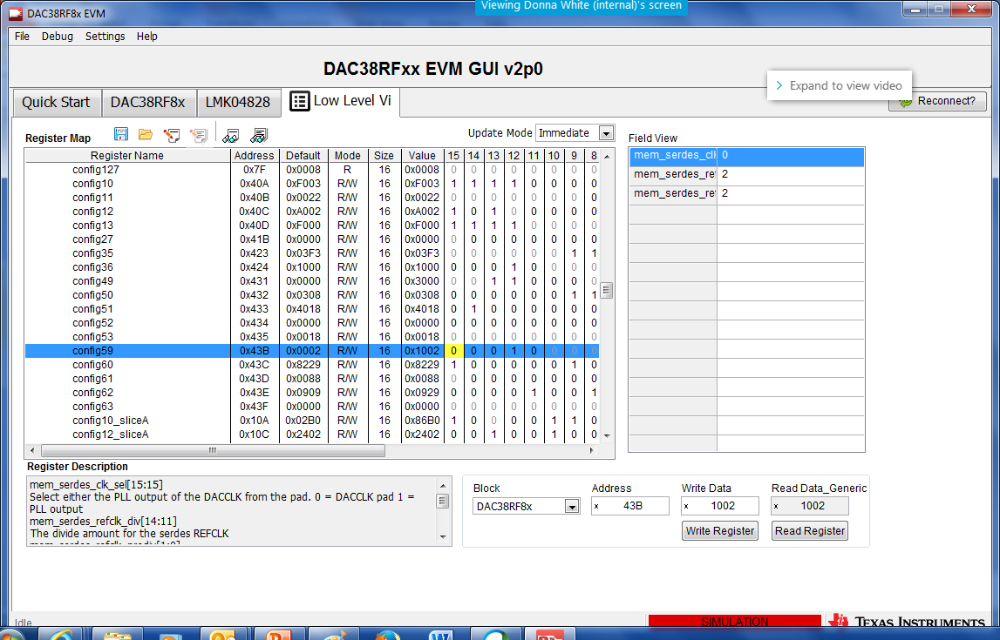 Viewing Donna White (internal)'s screen
DAC38RF8x EVM
File Debug Settings Help
DAC38RFxx EVM GUI v2p0
Expand to view video
Quick Start DAC38RF8x LMK04828 Low Level Vi
Reconnect?
Register Map
Update Mode Immediate
Field View
Register Name Address Default Mode Size Value 15 14 13 12 11 10 9 8
config127 0x7F 0x0008 R 16 0x0008 0 0 0 0 0 0 0 0
config10 0x40A 0xF003 R/W 16 0xF003 1 1 1 1 0 0 0 0
config11 0x40B 0x0022 R/W 16 0x0022 0 0 0 0 0 0 0 0
config12 0x40C 0xA002 R/W 16 0xA002 1 0 1 0 0 0 0 0
config13 0x40D 0xF000 R/W 16 0xF000 1 1 1 1 0 0 0 0
config27 0x41B 0x0000 R/W 16 0x0000 0 0 0 0 0 0 0 0
config35 0x423 0x03F3 R/W 16 0x03F3 0 0 0 0 0 0 1 1
config36 0x424 0x1000 R/W 16 0x1000 0 0 0 1 0 0 0 0
config49 0x431 0x0000 R/W 16 0x3000 0 0 1 1 0 0 0 0
config50 0x432 0x0308 R/W 16 0x0308 0 0 0 0 0 0 1 1
config51 0x433 0x4018 R/W 16 0x4018 0 1 0 0 0 0 0 0
config52 0x434 0x0000 R/W 16 0x0000 0 0 0 0 0 0 0 0
config53 0x435 0x0018 R/W 16 0x0018 0 0 0 0 0 0 0 0
config59 0x43B 0x0002 R/W 16 0x1002 0 0 0 1 0 0 0 0
config60 0x43C 0x8229 R/W 16 0x8229 1 0 0 0 0 0 1 0
config61 0x43D 0x0088 R/W 16 0x0088 0 0 0 0 0 0 0 0
config62 0x43E 0x0909 R/W 16 0x0929 0 0 0 0 1 0 0 1
config63 0x43F 0x0000 R/W 16 0x0000 0 0 0 0 0 0 0 0
config10_sliceA 0x10A 0x02B0 R/W 16 0x86B0 1 0 0 0 0 1 1 0
config12_sliceA 0x10C 0x2402 R/W 16 0x2402 0 0 1 0 0 1 0 0
mem_serdes_cl 0
mem_serdes_re 2
mem_serdes_re 2
Register Description
mem_serdes_clk_sel[15:15]
Select either the PLL output of the DACCLK from the pad. 0 = DACCLK pad 1 =
PLL output
mem_serdes_refclk_div[14:11]
The divide amount for the serdes REFCLK
Block Address Write Data Read Data_Generic
DAC38RF8x x 43B x 1002 x 1002
Write Register Read Register
Idle
SIMULATION
TEXAS INSTRUMENTS